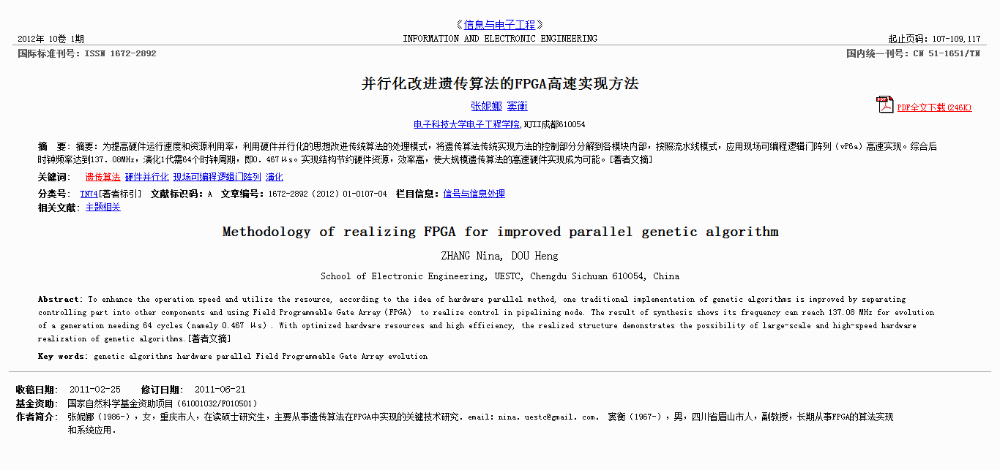 《信息与电子工程》
2012年 10卷 1期 INFORMATION AND ELECTRONIC ENGINEERING 起止页码: 107-109,117
国际标准刊号: ISSN 1672-2892 国内统一刊号: CN 51-1651/TN
并行化改进遗传算法的FPGA高速实现方法
张妮娜 窦衡
PDF全文下载(246K)
电子科技大学电子工程学院,NJII成都610054
摘 要: 摘要: 为提高硬件运行速度和资源利用率, 利用硬件并行化的思想改进传统算法的处理模式, 将遗传算法传统实现方法的控制部分分解到各模块内部, 按照流水线模式, 应用现场可编程逻辑门阵列(vP6a)高速实现。综合后
时钟频率达到137. 08MHz, 演化1代需64个时钟周期, 即0. 467μs。实现结构节约硬件资源, 效率高, 使大规模遗传算法的高速硬件实现成为可能。[著者文摘]
关键词: 遗传算法 硬件并行化 现场可编程逻辑门阵列 演化
分类号: TN74[著者标引] 文献标识码: A 文章编号: 1672-2892(2012)01-0107-04 栏目信息: 信号与信息处理
相关文献: 主题相关
Methodology of realizing FPGA for improved parallel genetic algorithm
ZHANG Nina, DOU Heng
School of Electronic Engineering, UESTC, Chengdu Sichuan 610054, China
Abstract: To enhance the operation speed and utilize the resource, according to the idea of hardware parallel method, one traditional implementation of genetic algorithms is improved by separating
controlling part into other components and using Field Programmable Gate Array(FPGA) to realize control in pipelining mode. The result of synthesis shows its frequency can reach 137.08 MHz for evolution
of a generation needing 64 cycles(namely 0.467 μs). With optimized hardware resources and high efficiency, the realized structure demonstrates the possibility of large-scale and high-speed hardware
realization of genetic algorithms.[著者文摘]
Key words: genetic algorithms hardware parallel Field Programmable Gate Array evolution
收稿日期: 2011-02-25 修订日期: 2011-06-21
基金资助: 国家自然科学基金资助项目(61001032/F010501)
作者简介: 张妮娜(1986-), 女, 重庆市人, 在读硕士研究生, 主要从事遗传算法在FPGA中实现的关键技术研究. email: nina. uestc@gmail. com. 窦衡(1967-), 男, 四川省眉山市人, 副教授, 长期从事FPGA的算法实现
和系统应用.